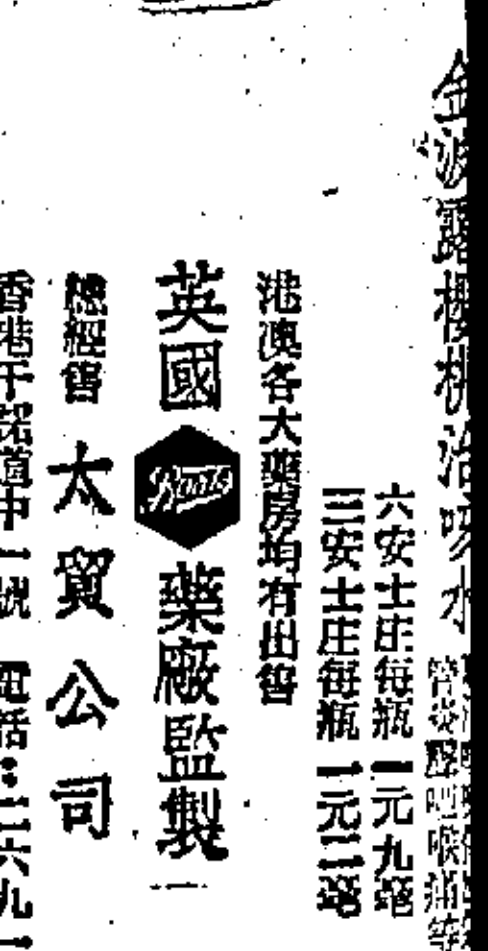 金波露櫻桃治咳水
六安士庄每瓶 一元九毫
三安士庄每瓶 一元二毫
港澳各大藥房均有出售
英國 Boots 藥廠監製
總經售 太貿公司
香港干諾道中一號 電話：二六九一